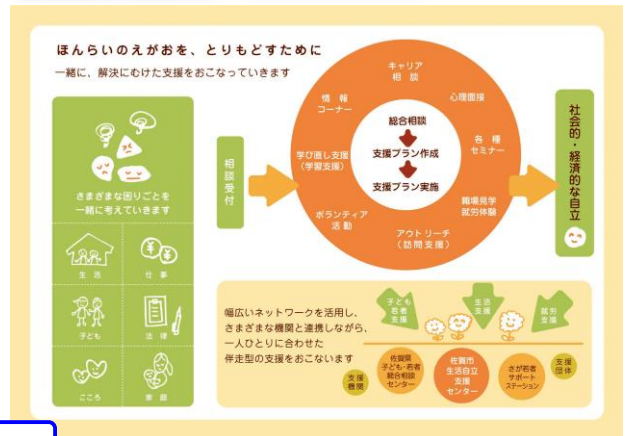 ほんらいのえがおを、とりもどすために
一緒に、解決にむけた支援をおこなっていきます
さまざまな困りごとを
一緒に考えていきます
生 活
仕 事
子ども
法 律
こころ
家 庭
相談受付
キャリア
相 談
心理面接
各 種
セミナー
職場見学
就労体験
アウトリーチ
(訪問支援)
ボランティア
活 動
学び直し支援
(学習支援)
情 報
コーナー
総合相談
支援プラン作成
支援プラン実施
社会的・経済的な自立
幅広いネットワークを活用し、
さまざまな機関と連携しながら、
一人ひとりに合わせた
伴走型の支援をおこないます
子ども
若者
支援
生活
支援
就労
支援
支援
機関
佐賀県
子ども・若者
総合相談
センター
佐賀市
生活自立
支援
センター
さが若者
サポート
ステーション
支援
団体